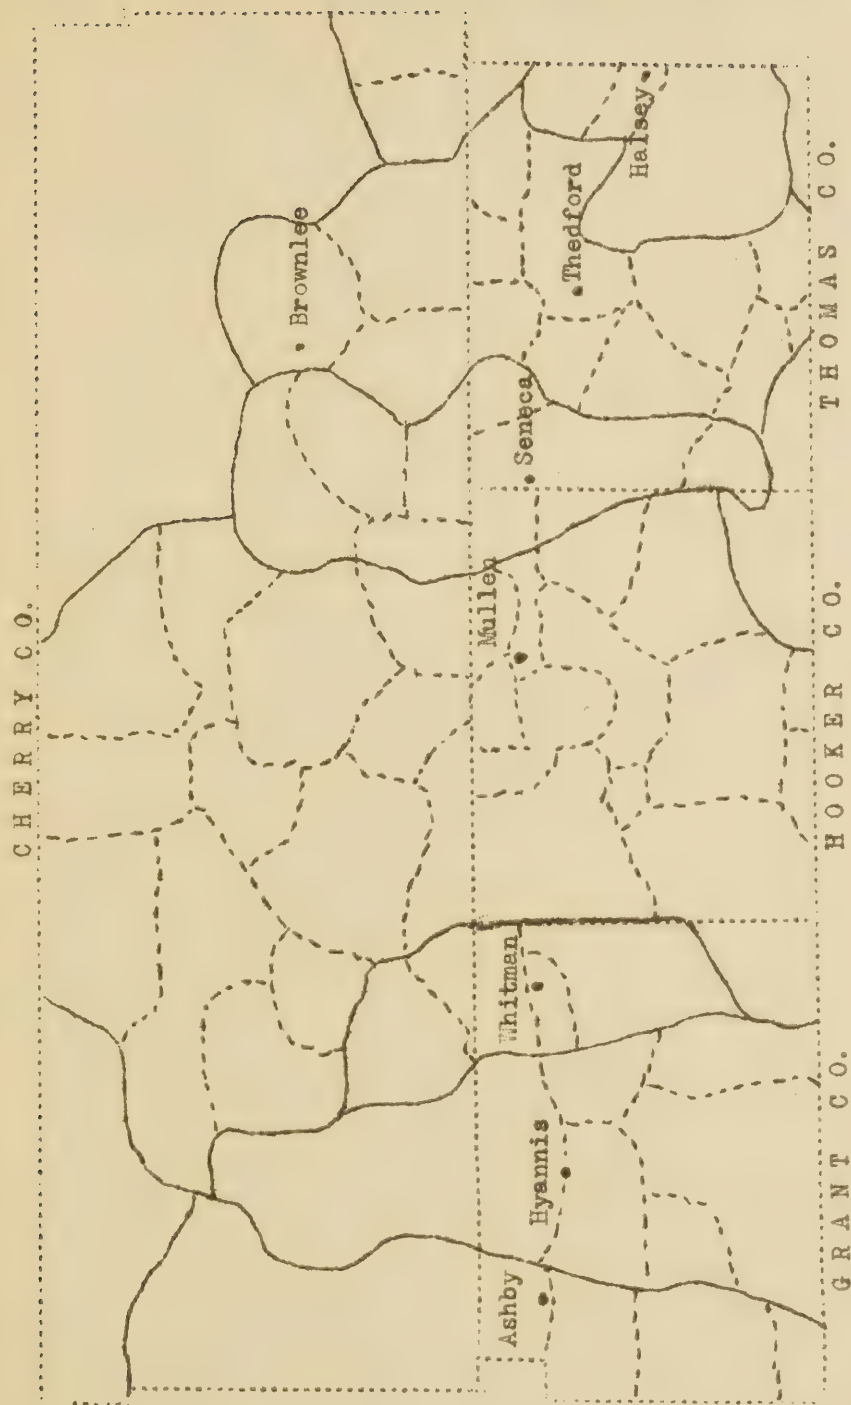 CHERRY CO.
Brownlee
Ashby
Hyannis
Whitman
Mullen
Seneca
Thedford
Halsey
GRANT CO.
HOOKER CO.
THOMAS CO.